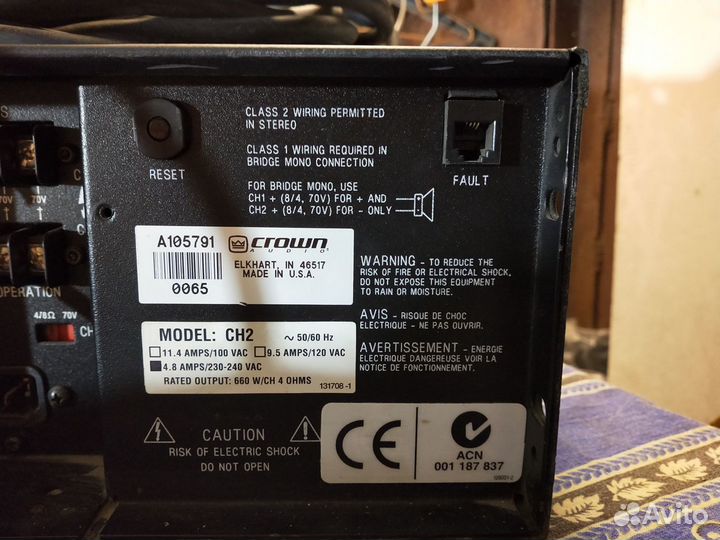 S
CLASS 2 WIRING PERMITTED
IN STEREO
CLASS 1 WIRING REQUIRED IN
BRIDGE MONO CONNECTION
RESET
FAULT
FOR BRIDGE MONO, USE
CH1 + (8/4, 70V) FOR + AND
CH2 + (8/4, 70V) FOR - ONLY
70V
70V
OPERATION
4/8Ω 70V
CH
A105791
crown
AUDIO
ELKHART, IN 46517
MADE IN U.S.A.
0065
WARNING - TO REDUCE THE
RISK OF FIRE OR ELECTRICAL SHOCK,
DO NOT EXPOSE THIS EQUIPMENT
TO RAIN OR MOISTURE.
AVIS - RISQUE DE CHOC
ELECTRIQUE - NE PAS OUVRIR.
AVERTISSEMENT - ENERGIE
ELECTRIQUE DANGEREUSE VOIR LA
NOTICE DE FONCTIONNEMENT.
MODEL: CH2 ~ 50/60 Hz
11.4 AMPS/100 VAC 9.5 AMPS/120 VAC
4.8 AMPS/230-240 VAC
RATED OUTPUT: 660 W/CH 4 OHMS
131708-1
CAUTION
RISK OF ELECTRIC SHOCK
DO NOT OPEN
CE
ACN
001 187 837
Avito